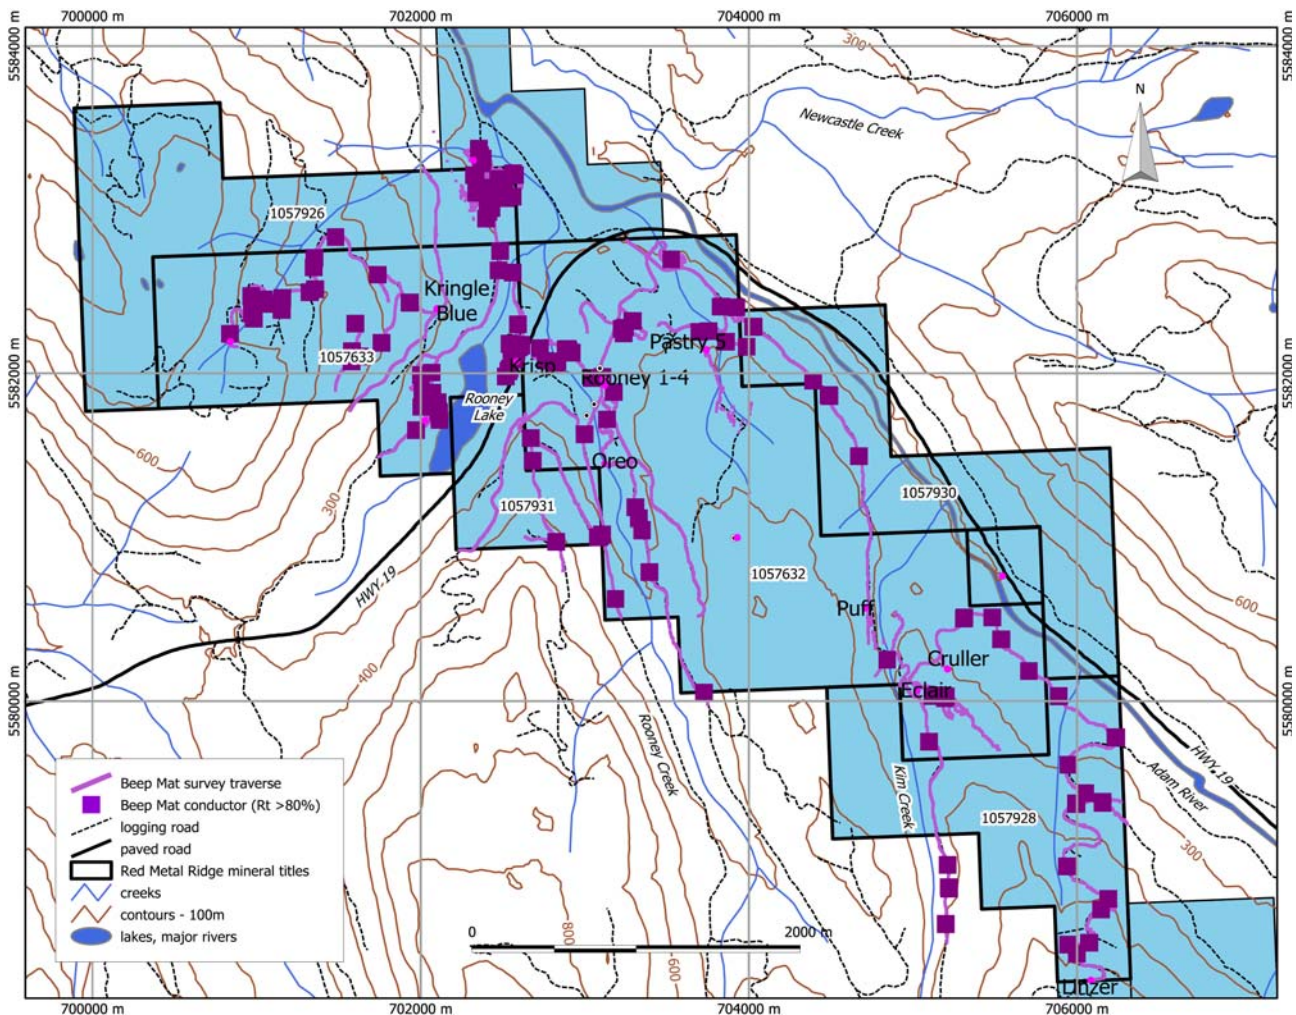 700000 m
702000 m
704000 m
706000 m
5584000 m
5584000 m
300
Newcastle Creek
N
1057926
Kringle
Blue
Pastry 5
1057633
5582000 m
5582000 m
Krisp
Rooney 1-4
Rooney
Lake
600
Oreo
300
1057931
1057930
HWY 19
1057632
600
Puff
400
Cruller
Eclair
5580000 m
5580000 m
Rooney Creek
HWY 19
Adam River
Kim Creek
1057928
300
Beep Mat survey traverse
Beep Mat conductor (Rt >80%)
logging road
paved road
Red Metal Ridge mineral titles
creeks
contours - 100m
lakes, major rivers
0
800
2000 m
600
Linzer
700000 m
702000 m
704000 m
706000 m